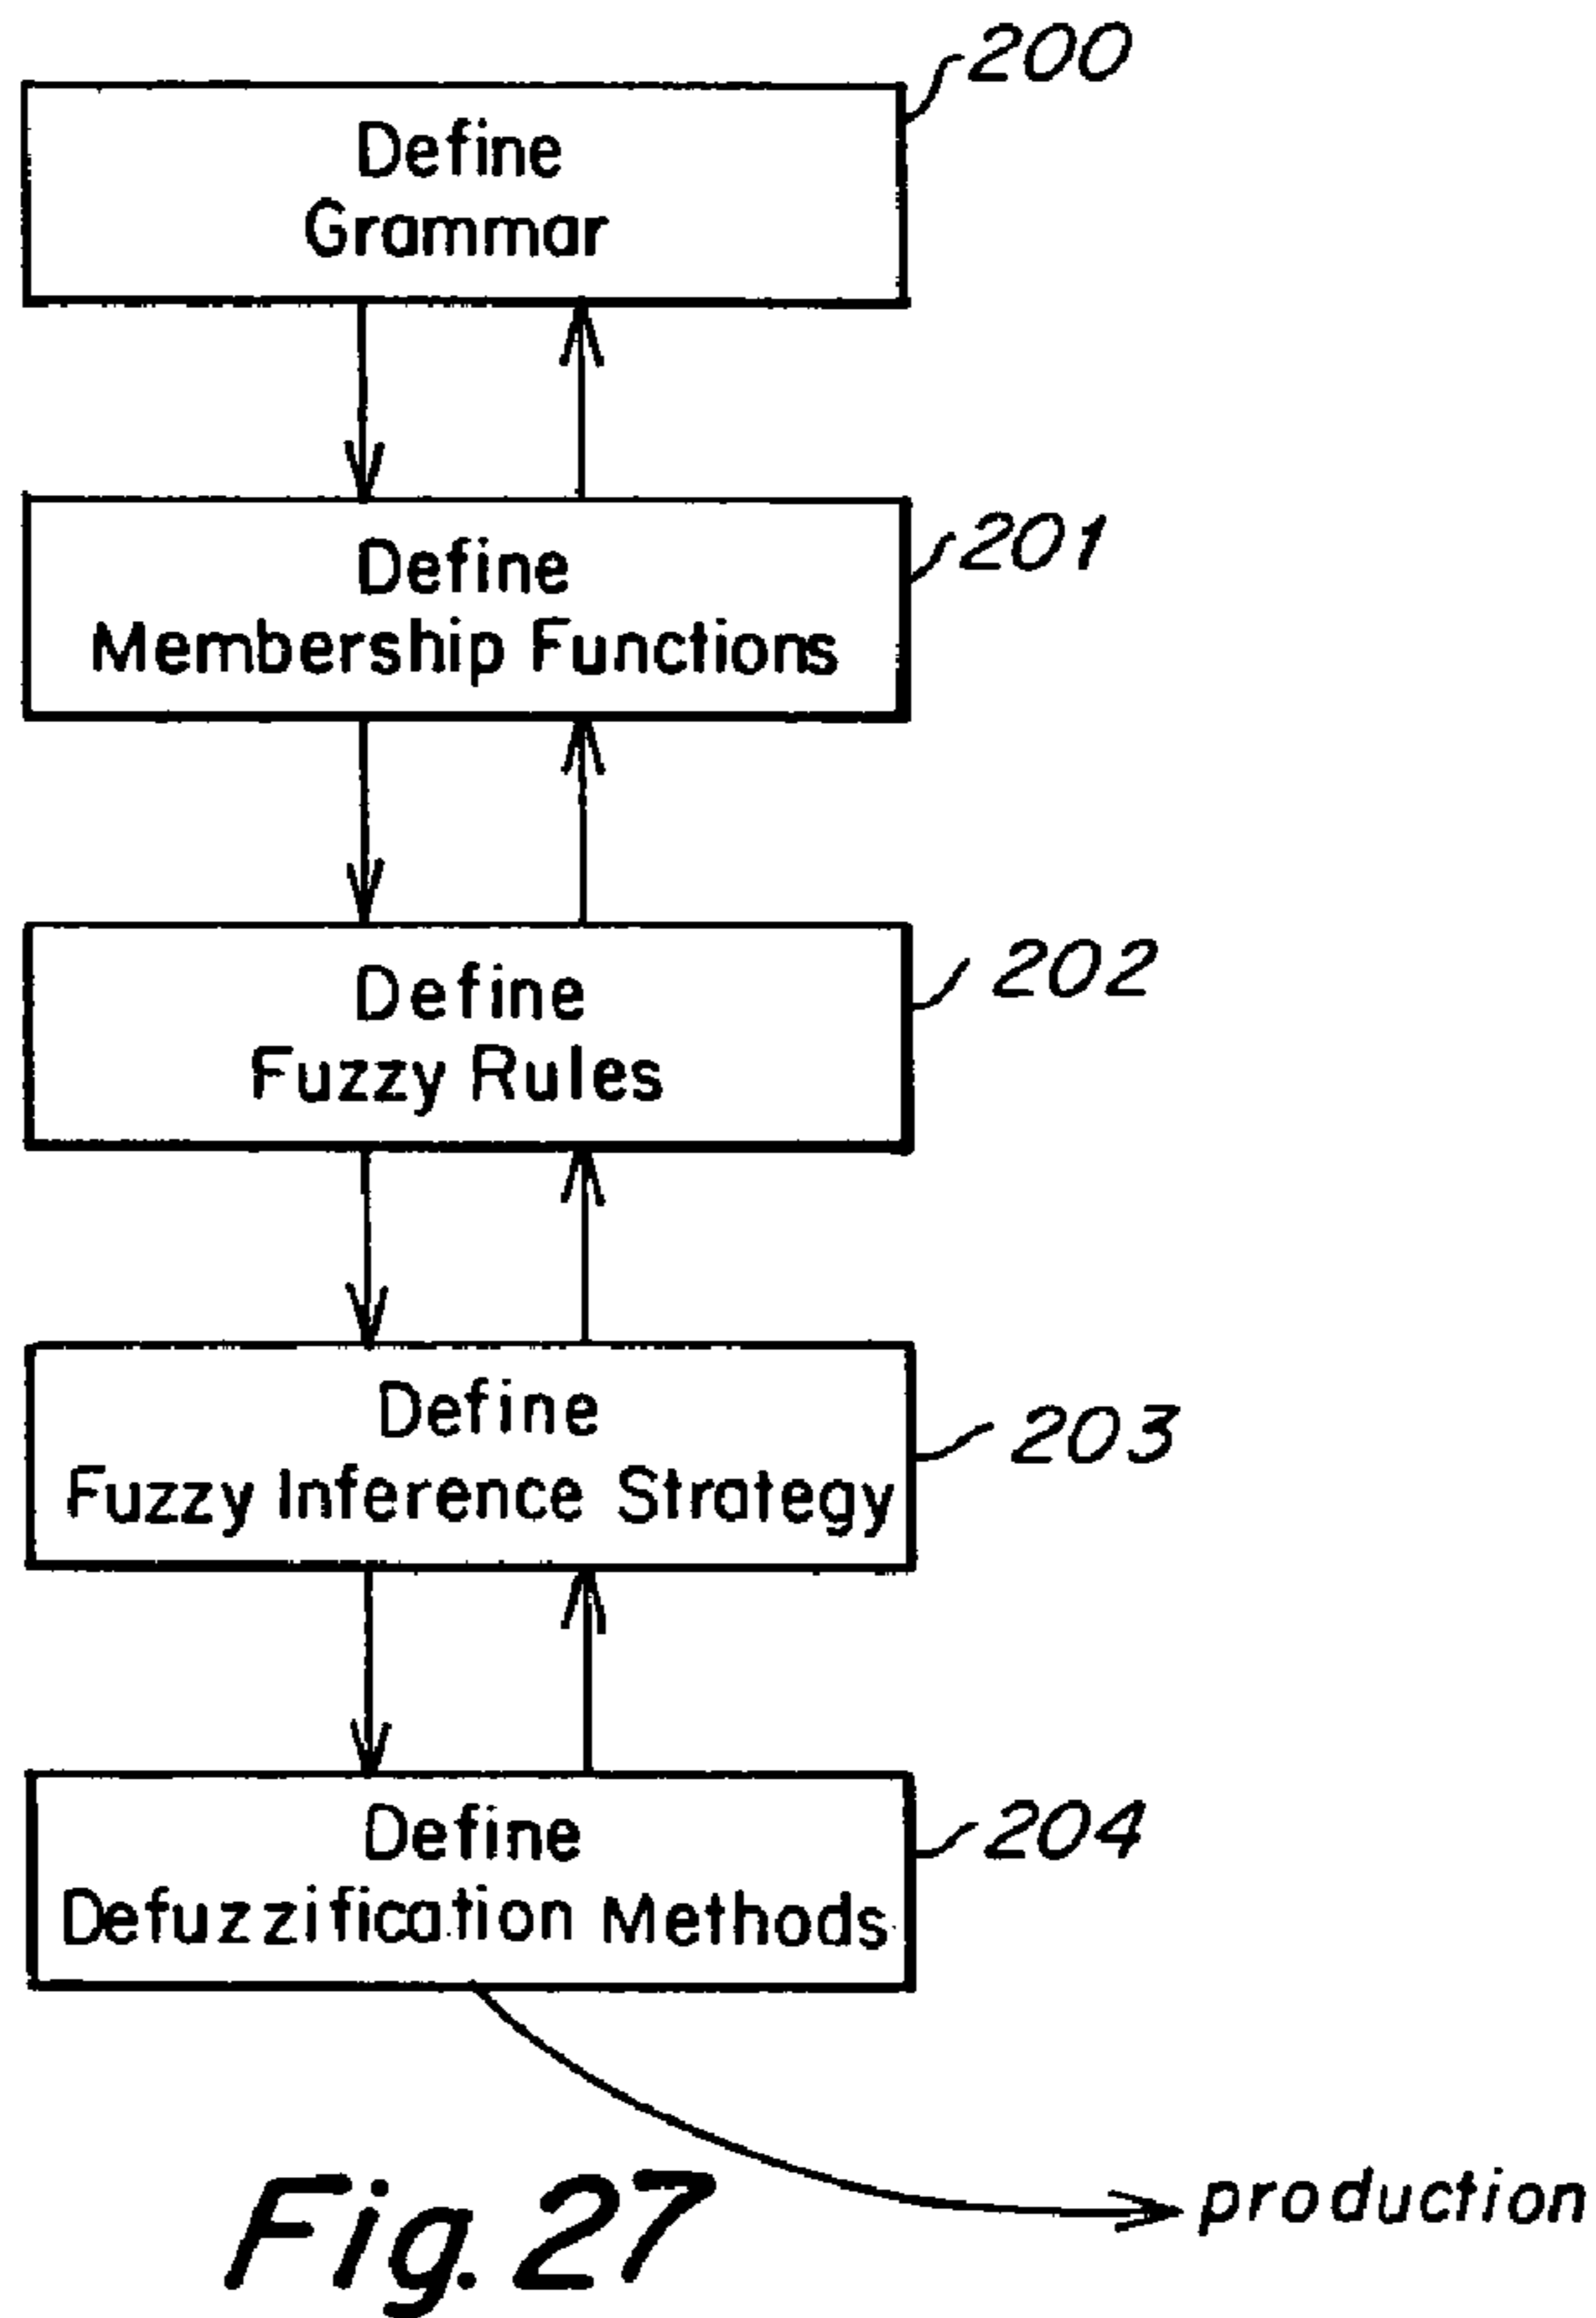 200
Define
Grammar
201
Define
Membership Functions
202
Define
Fuzzy Rules
203
Define
Fuzzy Inference Strategy
204
Define
Defuzzification Methods
production
Fig. 27